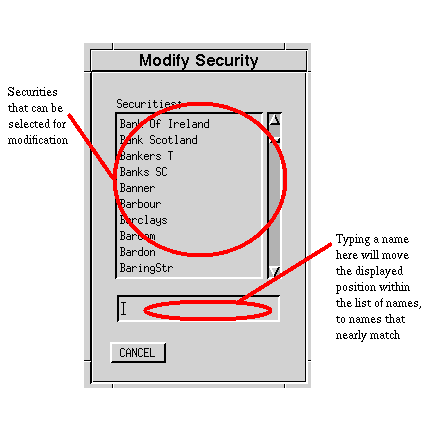 Modify Security
Securities
that can be
selected for
modification
Securities:
Bank Of Ireland
Bank Scotland
Bankers T
Banks SC
Banner
Barbour
Barclays
Barcom
Bardon
BaringStr
Typing a name
here will move
the displayed
position within
the list of names,
to names that
nearly match
CANCEL